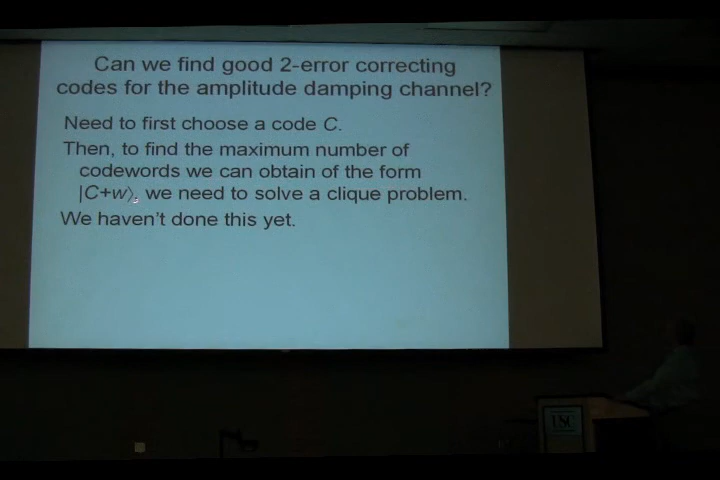 Can we find good 2-error correcting
codes for the amplitude damping channel?
Need to first choose a code C.
Then, to find the maximum number of
codewords we can obtain of the form
|C+w⟩, we need to solve a clique problem.
We haven't done this yet.
USC